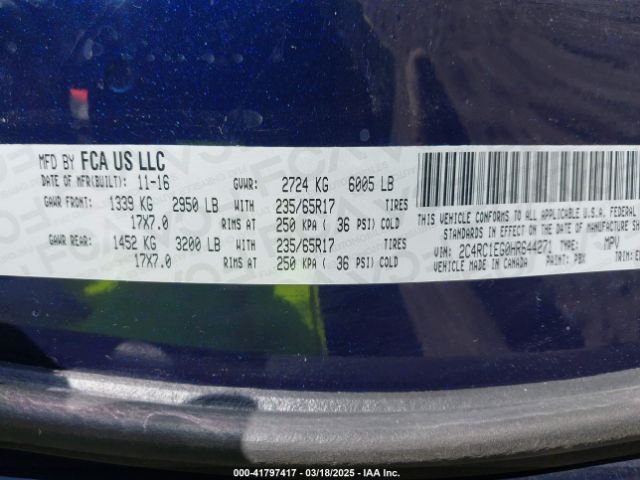 MFD BY FCA US LLC
DATE OF MFR(BUILT): 11-16 GVWR: 2724 KG 6005 LB
GAWR FRONT: 1339 KG 2950 LB WITH 235/65R17 TIRES
17X7.0 RIMS AT 250 KPA ( 36 PSI) COLD
GAWR REAR: 1452 KG 3200 LB WITH 235/65R17 TIRES
17X7.0 RIMS AT 250 KPA ( 36 PSI) COLD
THIS VEHICLE CONFORMS TO ALL APPLICABLE U.S.A. FEDERAL
STANDARDS IN EFFECT ON THE DATE OF MANUFACTURE SH
VIN: 2C4RC1EG0HR644271 TYPE: MPV
VEHICLE MADE IN CANADA PAINT: PBX TRIM:
000-41797417 - 03/18/2025 - IAA Inc.